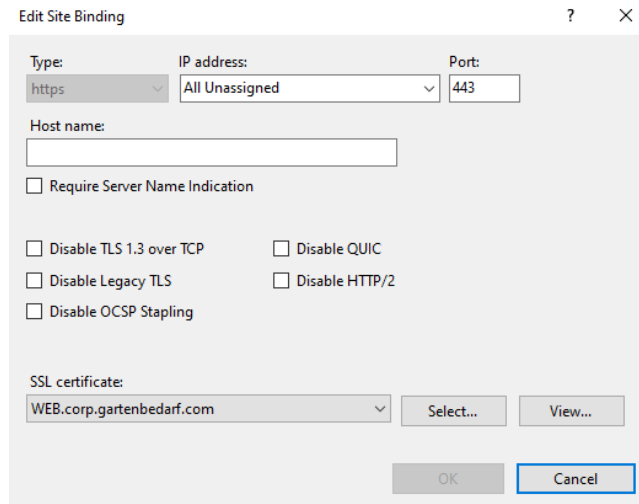 Edit Site Binding ? ×
Type: IP address: Port:
https All Unassigned 443
Host name:
Require Server Name Indication
Disable TLS 1.3 over TCP Disable QUIC
Disable Legacy TLS Disable HTTP/2
Disable OCSP Stapling
SSL certificate:
WEB.corp.gartenbedarf.com Select... View...
OK Cancel